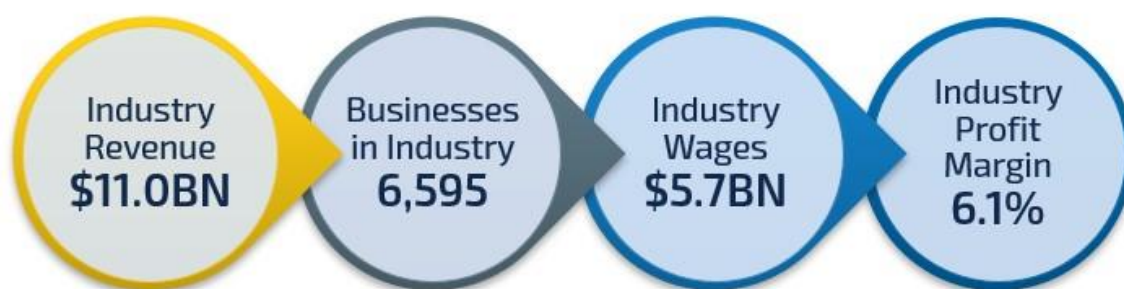 Industry
Revenue
$11.0BN
Businesses
in Industry
6,595
Industry
Wages
$5.7BN
Industry
Profit
Margin
6.1%